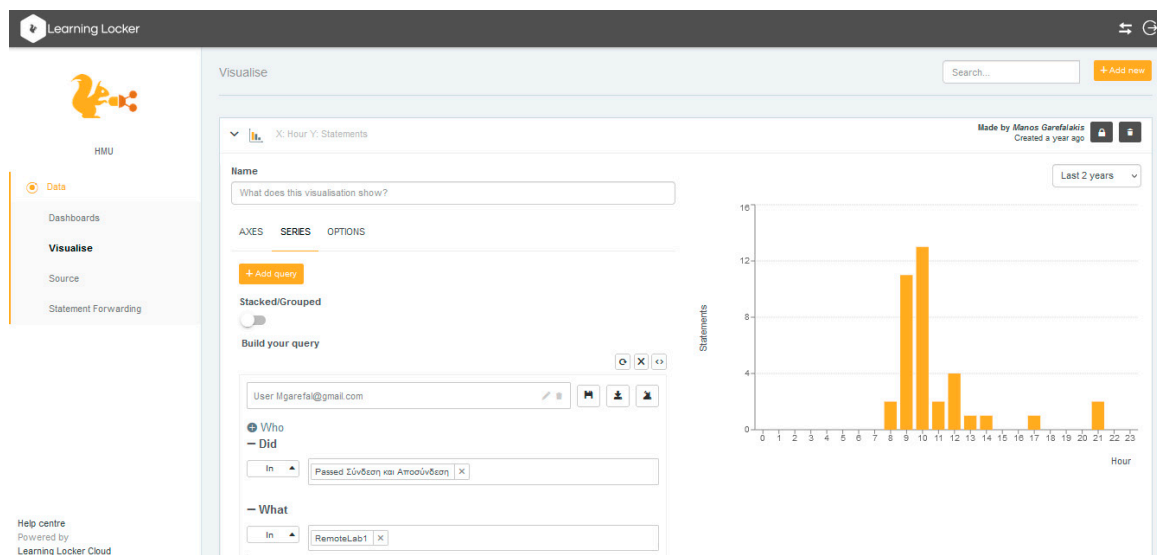 Learning Locker
HMU
Data
Dashboards
Visualise
Source
Statement Forwarding
Help centre
Powered by
Learning Locker Cloud
Visualise
Search...
+ Add new
X: Hour Y: Statements
Made by Manos Garefalakis
Created a year ago
Name
What does this visualisation show?
AXES SERIES OPTIONS
+ Add query
Stacked/Grouped
Build your query
User Mgarefal@gmail.com
Who
Did
In Passed Σύνδεση και Αποσύνδεση ×
What
In RemoteLab1 ×
Last 2 years
16
12
8
4
0
Statements
0 1 2 3 4 5 6 7 8 9 10 11 12 13 14 15 16 17 18 19 20 21 22 23
Hour